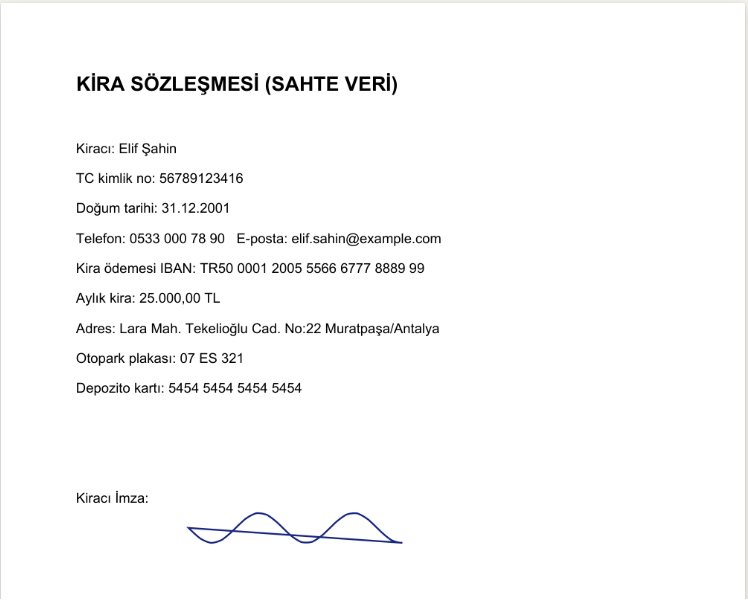 KİRA SÖZLEŞMESİ (SAHTE VERİ)
Kiracı: Elif Şahin
TC kimlik no: 56789123416
Doğum tarihi: 31.12.2001
Telefon: 0533 000 78 90 E-posta: elif.sahin@example.com
Kira ödemesi IBAN: TR50 0001 2005 5566 6777 8889 99
Aylık kira: 25.000,00 TL
Adres: Lara Mah. Tekelioğlu Cad. No:22 Muratpaşa/Antalya
Otopark plakası: 07 ES 321
Depozito kartı: 5454 5454 5454 5454
Kiracı İmza: